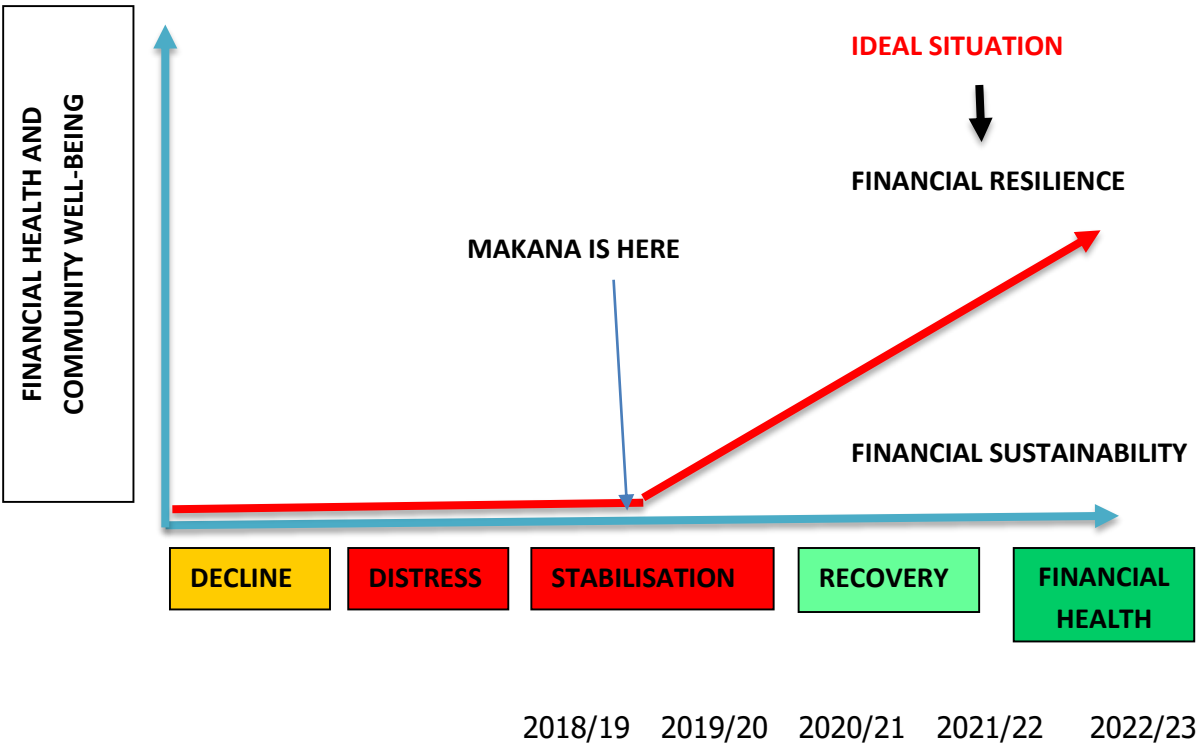 FINANCIAL HEALTH AND
COMMUNITY WELL-BEING
IDEAL SITUATION
FINANCIAL RESILIENCE
MAKANA IS HERE
FINANCIAL SUSTAINABILITY
DECLINE
DISTRESS
STABILISATION
RECOVERY
FINANCIAL
HEALTH
2018/19 2019/20 2020/21 2021/22 2022/23